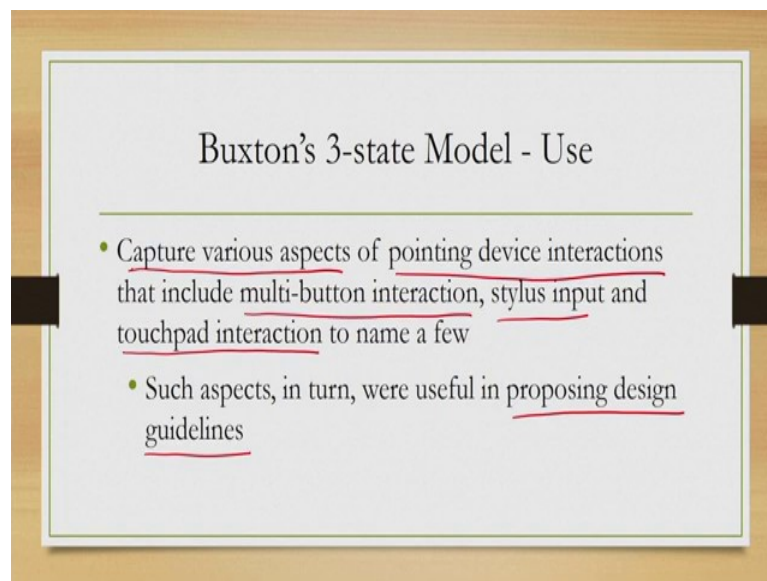 Buxton's 3-state Model - Use
• Capture various aspects of pointing device interactions
that include multi-button interaction, stylus input and
touchpad interaction to name a few
• Such aspects, in turn, were useful in proposing design
guidelines